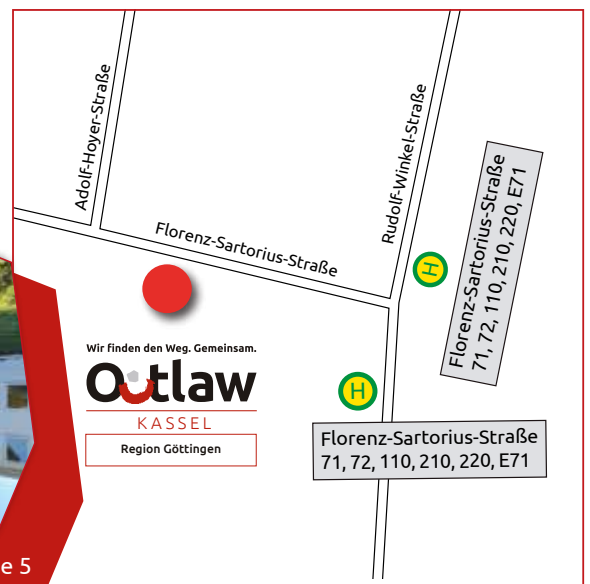 Adolf-Hoyer-Straße
Rudolf-Winkel-Straße
Florenz-Sartorius-Straße
H
Florenz-Sartorius-Straße
71, 72, 110, 210, 220, E71
Wir finden den Weg. Gemeinsam.
Outlaw
KASSEL
Region Göttingen
H
Florenz-Sartorius-Straße
71, 72, 110, 210, 220, E71
e 5